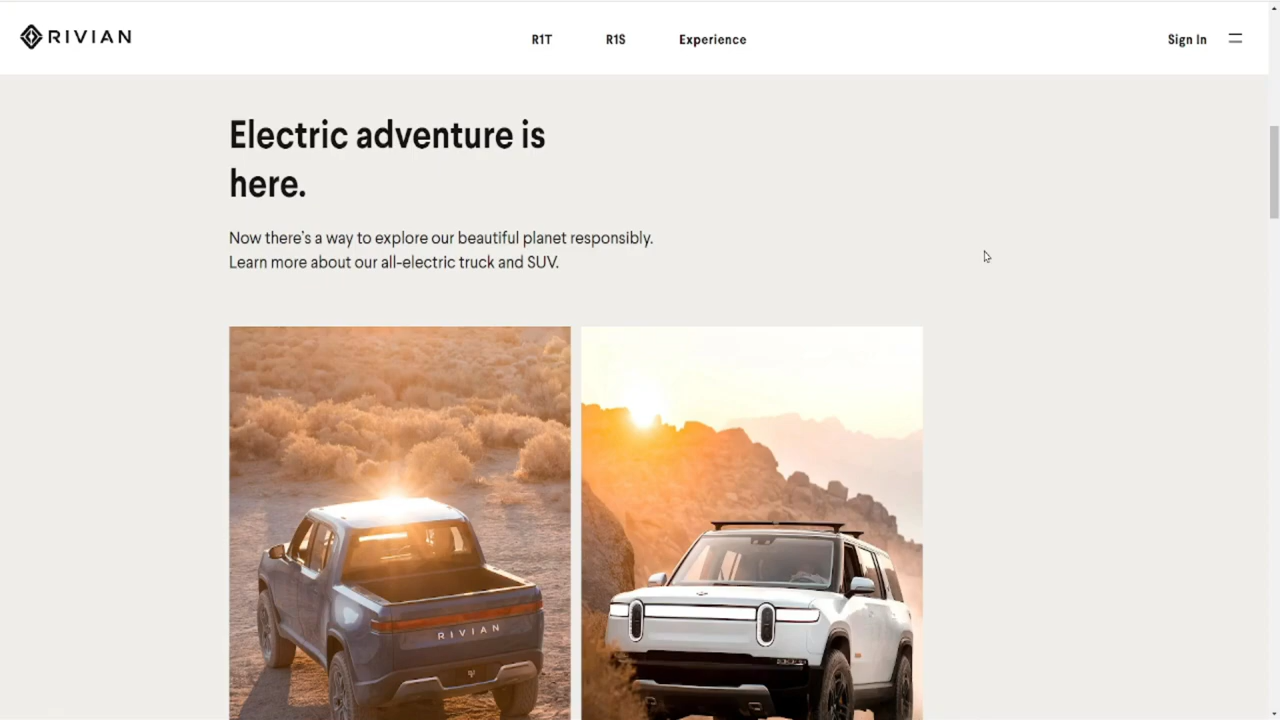 RIVIAN
R1T
R1S
Experience
Sign In
Electric adventure is
here.
Now there's a way to explore our beautiful planet responsibly.
Learn more about our all-electric truck and SUV.
RIVIAN